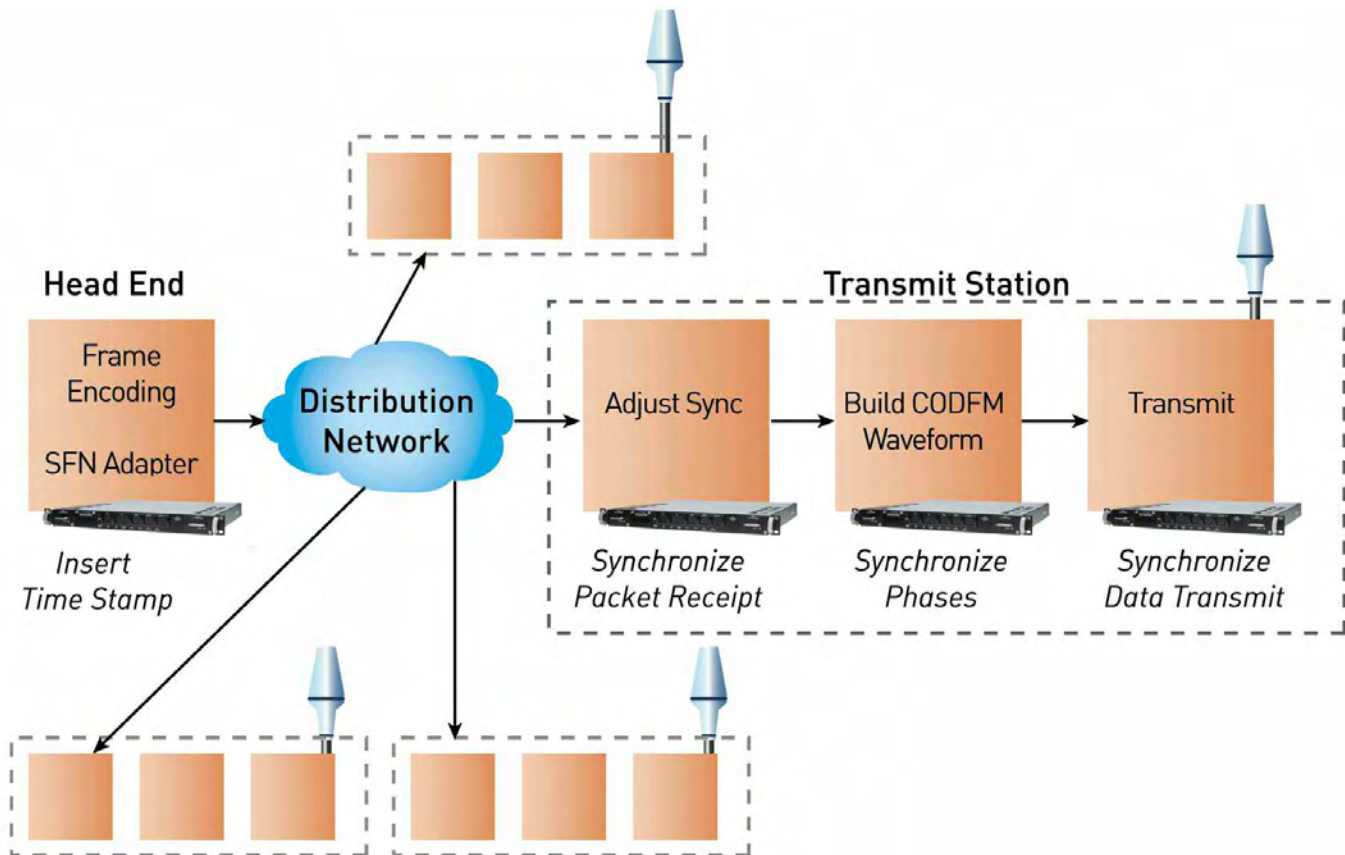 Head End
Frame
Encoding
SFN Adapter
Insert
Time Stamp
Distribution
Network
Transmit Station
Adjust Sync
Synchronize
Packet Receipt
Build CODFM
Waveform
Synchronize
Phases
Transmit
Synchronize
Data Transmit